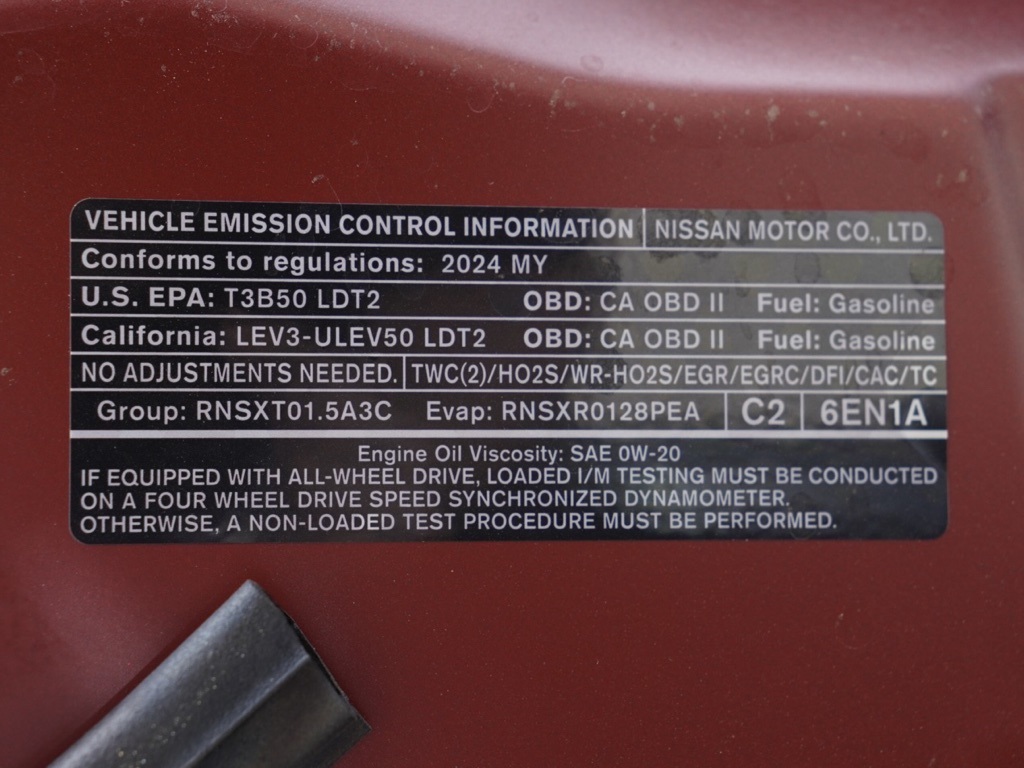 VEHICLE EMISSION CONTROL INFORMATION NISSAN MOTOR CO., LTD.
Conforms to regulations: 2024 MY
U.S. EPA: T3B50 LDT2 OBD: CA OBD II Fuel: Gasoline
California: LEV3-ULEV50 LDT2 OBD: CA OBD II Fuel: Gasoline
NO ADJUSTMENTS NEEDED. TWC(2)/HO2S/WR-HO2S/EGR/EGRC/DFI/CAC/TC
Group: RNSXT01.5A3C Evap: RNSXR0128PEA C2 6EN1A
Engine Oil Viscosity: SAE 0W-20
IF EQUIPPED WITH ALL-WHEEL DRIVE, LOADED I/M TESTING MUST BE CONDUCTED
ON A FOUR WHEEL DRIVE SPEED SYNCHRONIZED DYNAMOMETER.
OTHERWISE, A NON-LOADED TEST PROCEDURE MUST BE PERFORMED.